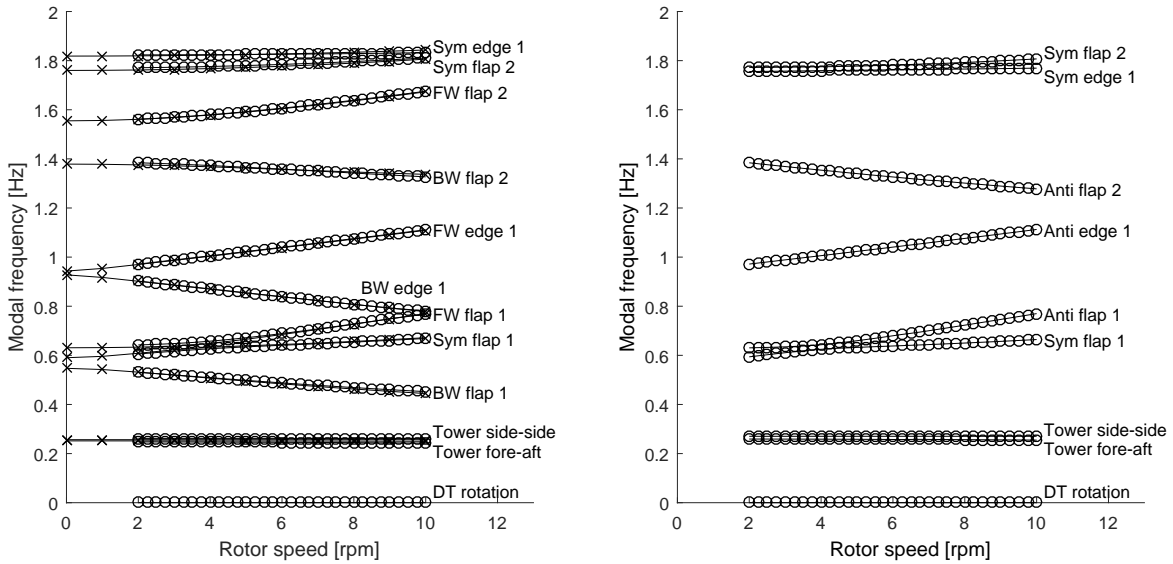 2
1.8
1.6
1.4
1.2
1
0.8
0.6
0.4
0.2
0
Modal frequency [Hz]
Sym edge 1
Sym flap 2
FW flap 2
BW flap 2
FW edge 1
BW edge 1
FW flap 1
Sym flap 1
BW flap 1
Tower side-side
Tower fore-aft
DT rotation
0 2 4 6 8 10 12
Rotor speed [rpm]
2
1.8
1.6
1.4
1.2
1
0.8
0.6
0.4
0.2
0
Modal frequency [Hz]
Sym flap 2
Sym edge 1
Anti flap 2
Anti edge 1
Anti flap 1
Sym flap 1
Tower side-side
Tower fore-aft
DT rotation
0 2 4 6 8 10 12
Rotor speed [rpm]